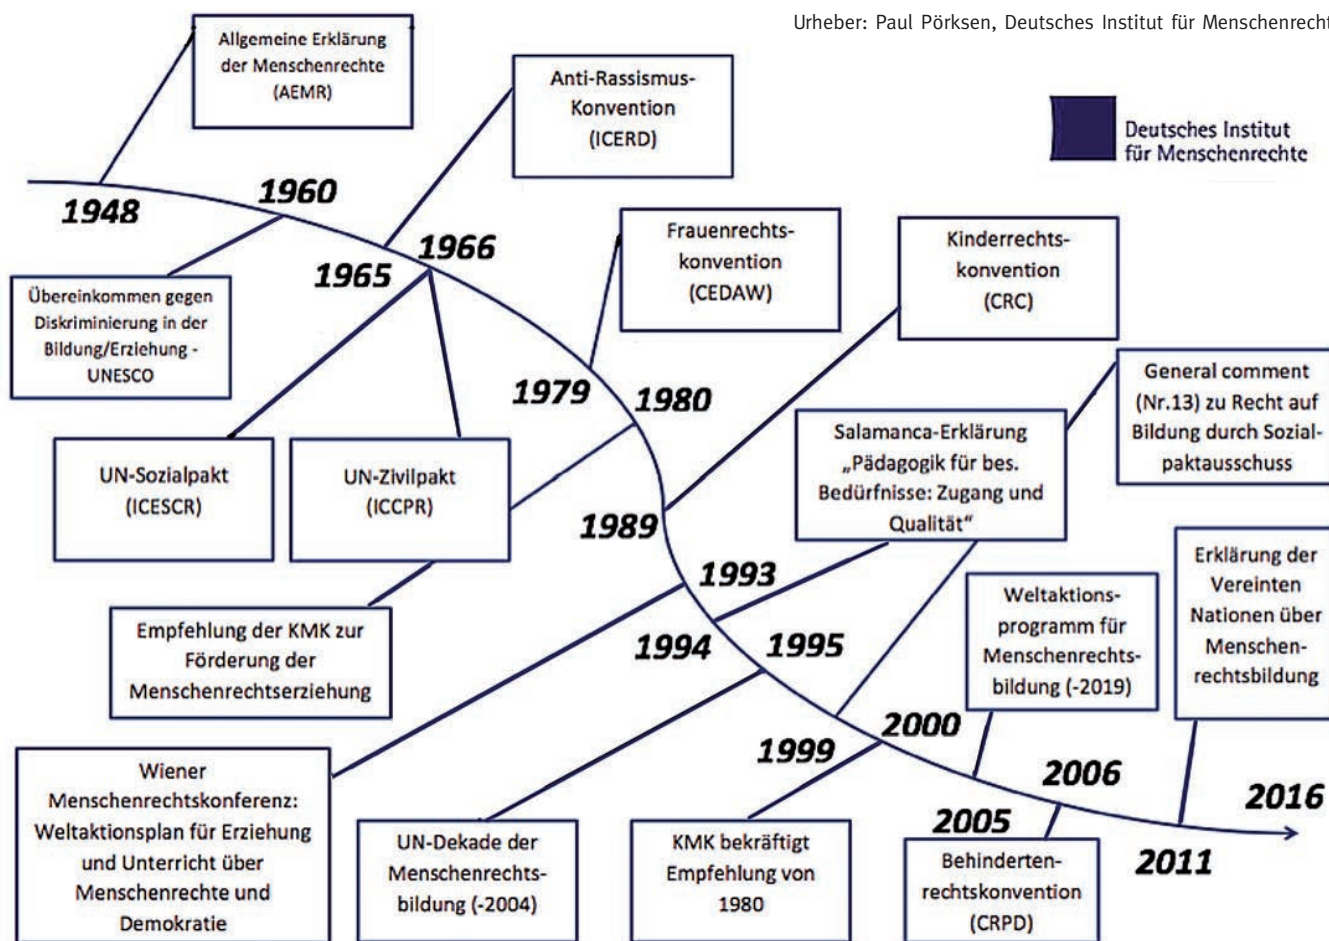 Urheber: Paul Pörksen, Deutsches Institut für Menschenrecht
Deutsches Institut
für Menschenrechte
Allgemeine Erklärung
der Menschenrechte
(AEMR)
1948
1960
Übereinkommen gegen
Diskriminierung in der
Bildung/Erziehung -
UNESCO
Anti-Rassismus-
Konvention
(ICERD)
1965
1966
UN-Sozialpakt
(ICESCR)
UN-Zivilpakt
(ICCPR)
Frauenrechts-
konvention
(CEDAW)
1979
1980
Empfehlung der KMK zur
Förderung der
Menschenrechtserziehung
Kinderrechts-
konvention
(CRC)
1989
1993
Wiener
Menschenrechtskonferenz:
Weltaktionsplan für Erziehung
und Unterricht über
Menschenrechte und
Demokratie
Salamanca-Erklärung
„Pädagogik für bes.
Bedürfnisse: Zugang und
Qualität“
1994
1995
UN-Dekade der
Menschenrechts-
bildung (-2004)
General comment
(Nr.13) zu Recht auf
Bildung durch Sozial-
paktausschuss
1999
2000
KMK bekräftigt
Empfehlung von
1980
Weltaktions-
programm für
Menschenrechts-
bildung (-2019)
2005
2006
Behinderten-
rechtskonvention
(CRPD)
Erklärung der
Vereinten
Nationen über
Menschen-
rechtsbildung
2011
2016